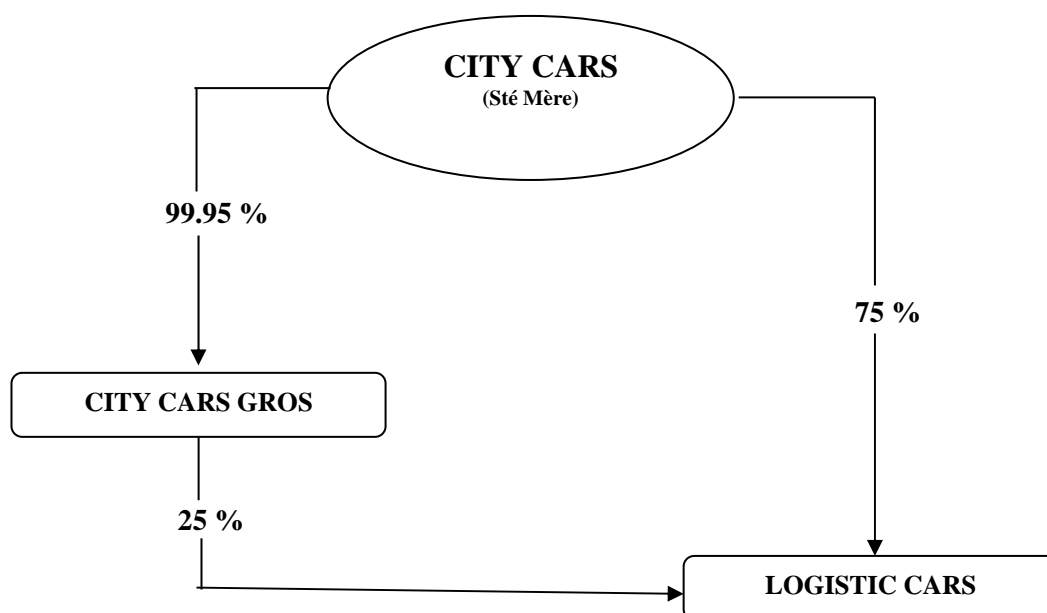 CITY CARS
(Sté Mère)
99.95 %
75 %
CITY CARS GROS
25 %
LOGISTIC CARS